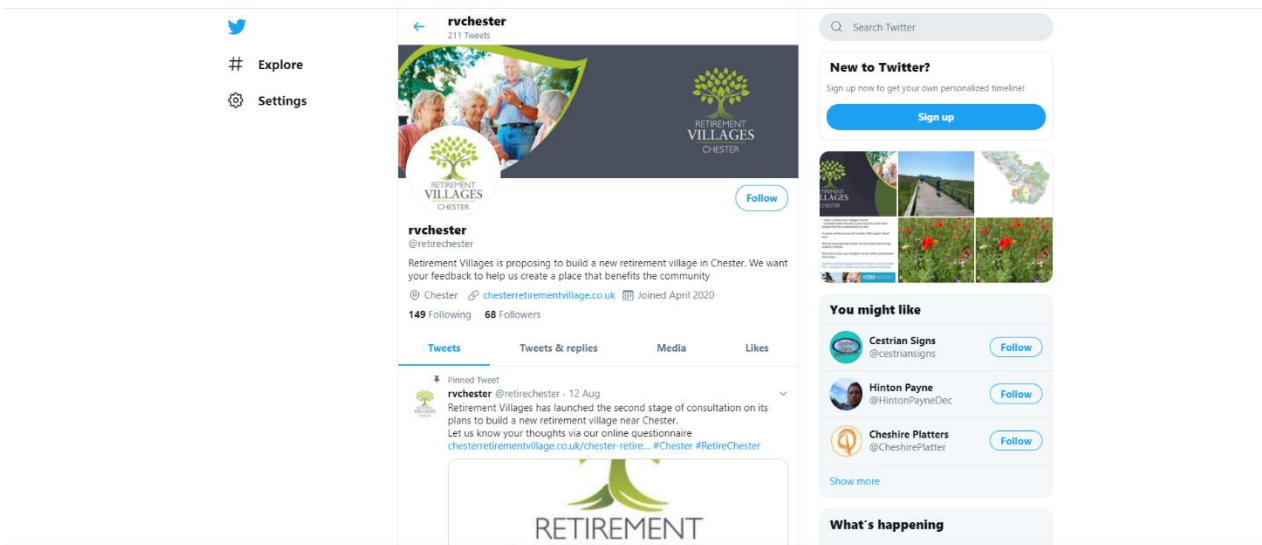 rvchester
211 Tweets
Explore
Settings
RETIREMENT
VILLAGES
CHESTER
RETIREMENT
VILLAGES
CHESTER
Follow
rvchester
@retirechester
Retirement Villages is proposing to build a new retirement village in Chester. We want
your feedback to help us create a place that benefits the community
Chester chesterretirementvillage.co.uk Joined April 2020
149 Following 68 Followers
Tweets Tweets & replies Media Likes
Pinned Tweet
rvchester @retirechester · 12 Aug
Retirement Villages has launched the second stage of consultation on its
plans to build a new retirement village near Chester.
Let us know your thoughts via our online questionnaire
chesterretirementvillage.co.uk/chester-retire... #Chester #RetireChester
RETIREMENT
Search Twitter
New to Twitter?
Sign up now to get your own personalized timeline!
Sign up
You might like
Cestrian Signs
@cestriansigns
Follow
Hinton Payne
@HintonPayneDec
Follow
Cheshire Platters
@CheshirePlatter
Follow
Show more
What's happening